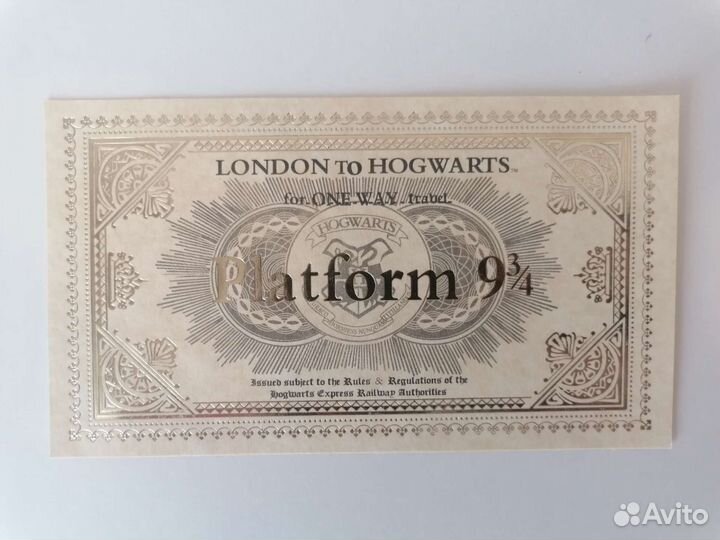 LONDON TO HOGWARTS™
for ONE WAY travel
HOGWARTS
Platform 9¾
Issued subject to the Rules & Regulations of the
Hogwarts Express Railway Authorities
Avito